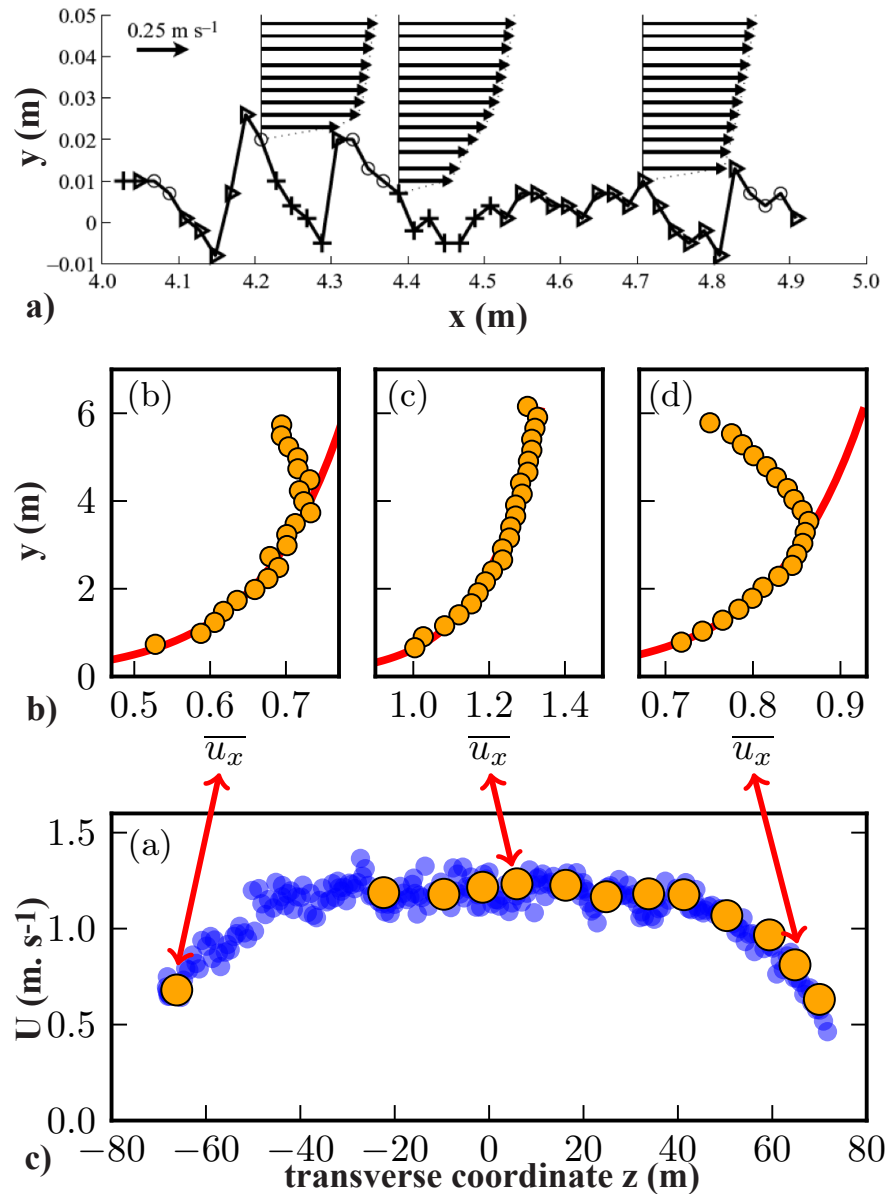 0.05
0.04
0.03
0.02
0.01
0
−0.01
y (m)
0.25 m s⁻¹
4.0 4.1 4.2 4.3 4.4 4.5 4.6 4.7 4.8 4.9 5.0
a)
x (m)
(b) (c) (d)
6
4
2
0
y (m)
0.5 0.6 0.7 1.0 1.2 1.4 0.7 0.8 0.9
b)
u_x u_x u_x
(a)
1.5
1.0
0.5
0.0
U (m. s⁻¹)
−80 −60 −40 −20 0 20 40 60 80
c)
transverse coordinate z (m)